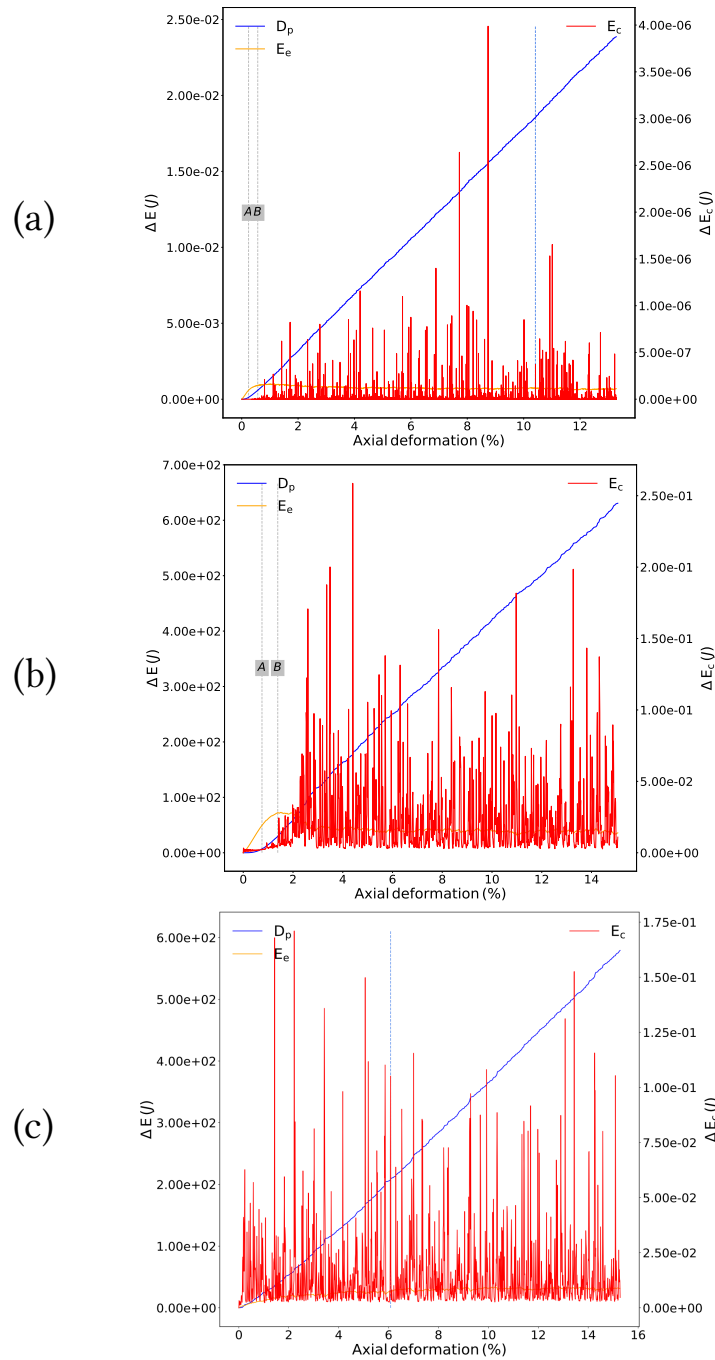 (a)
D_p
E_e
E_c
2.50e-02
2.00e-02
1.50e-02
1.00e-02
5.00e-03
0.00e+00
Δ E (J)
A B
4.00e-06
3.50e-06
3.00e-06
2.50e-06
2.00e-06
1.50e-06
1.00e-06
5.00e-07
0.00e+00
Δ E_c (J)
0 2 4 6 8 10 12
Axial deformation (%)
(b)
D_p
E_e
E_c
7.00e+02
6.00e+02
5.00e+02
4.00e+02
3.00e+02
2.00e+02
1.00e+02
0.00e+00
Δ E (J)
A B
2.50e-01
2.00e-01
1.50e-01
1.00e-01
5.00e-02
0.00e+00
Δ E_c (J)
0 2 4 6 8 10 12 14
Axial deformation (%)
(c)
D_p
E_e
E_c
6.00e+02
5.00e+02
4.00e+02
3.00e+02
2.00e+02
1.00e+02
0.00e+00
Δ E (J)
1.75e-01
1.50e-01
1.25e-01
1.00e-01
7.50e-02
5.00e-02
2.50e-02
0.00e+00
Δ E_c (J)
0 2 4 6 8 10 12 14 16
Axial deformation (%)